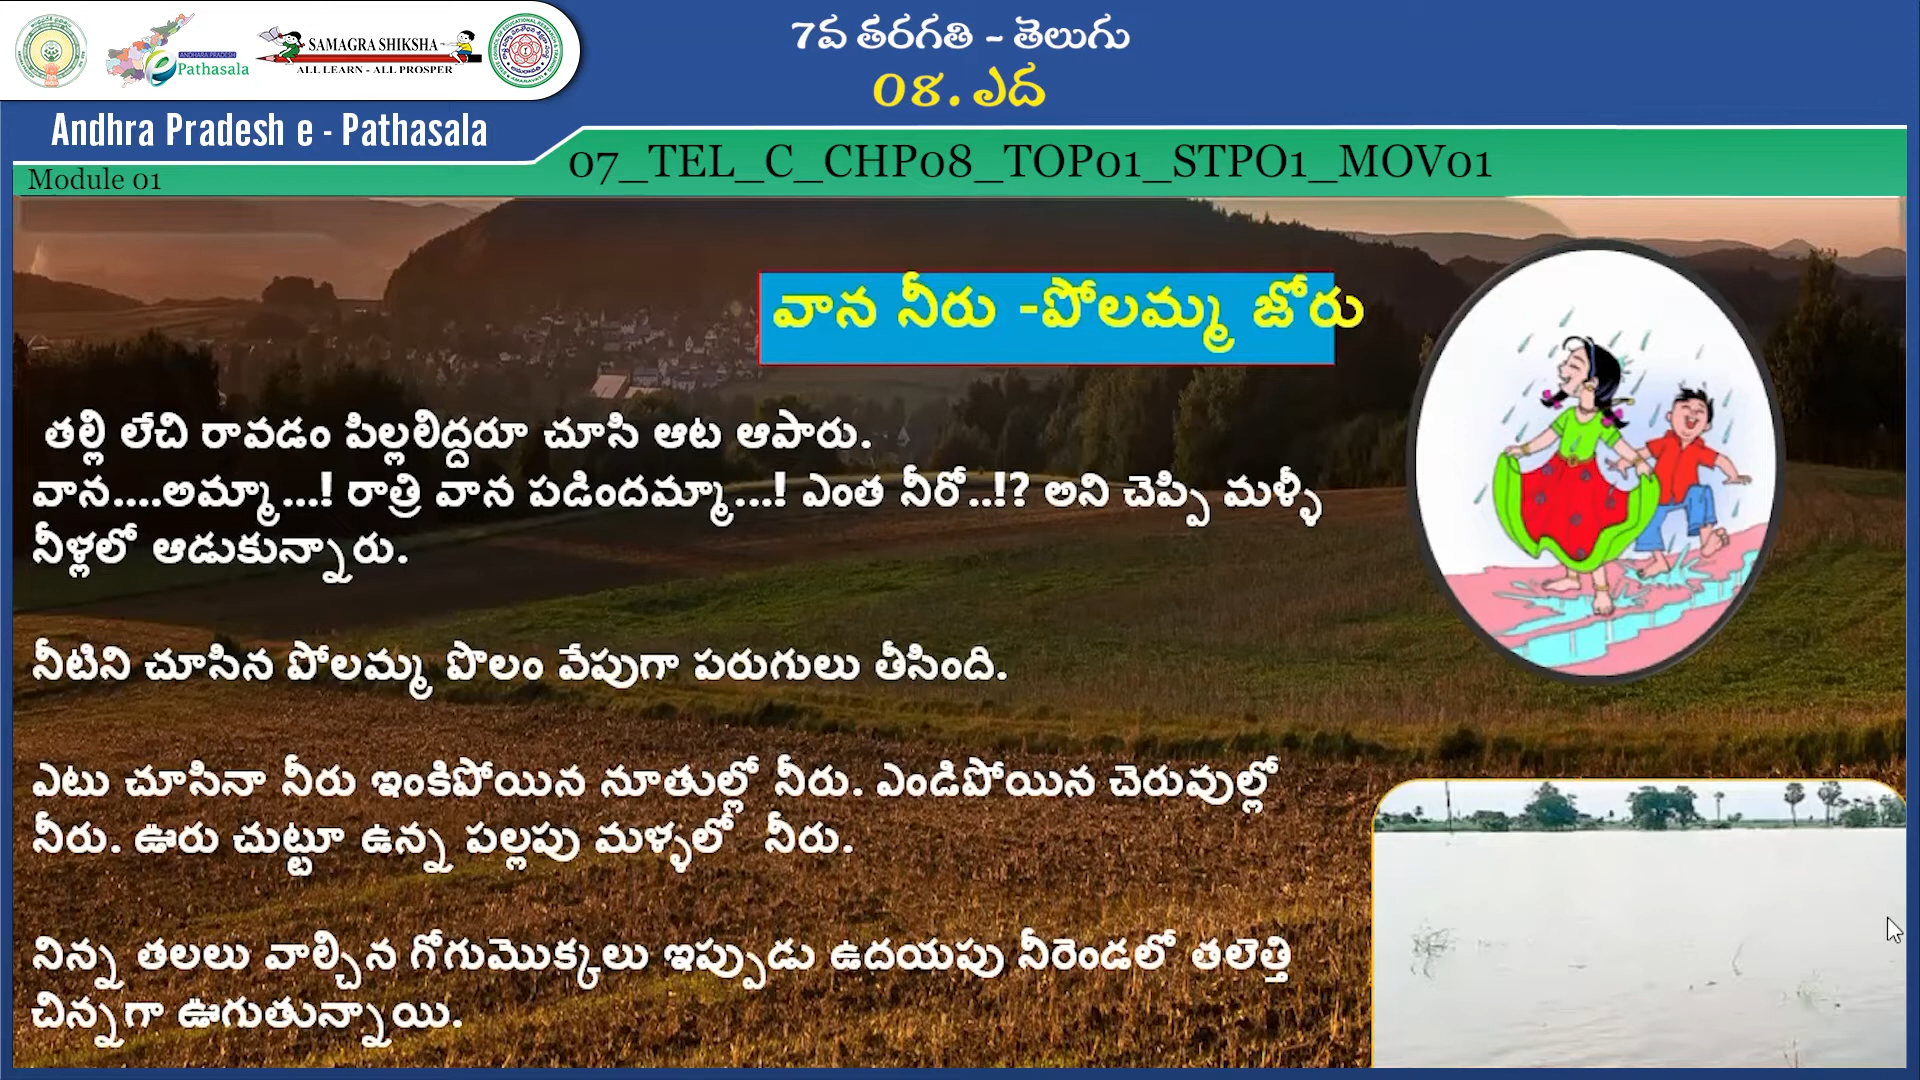 ANDHRA PRADESH
e Pathasala
SAMAGRA SHIKSHA
ALL LEARN - ALL PROSPER
Andhra Pradesh e - Pathasala
7వ తరగతి - తెలుగు
08. ఎద
Module 01
07_TEL_C_CHP08_TOP01_STPO1_MOV01
వాన నీరు -పోలమ్మ జోరు
తల్లి లేచి రావడం పిల్లలిద్దరూ చూసి ఆట ఆపారు.
వాన....అమ్మా...! రాత్రి వాన పడిందమ్మా...! ఎంత నీరో..!? అని చెప్పి మళ్ళీ
నీళ్లలో ఆడుకున్నారు.
నీటిని చూసిన పోలమ్మ పొలం వేపుగా పరుగులు తీసింది.
ఎటు చూసినా నీరు ఇంకిపోయిన నూతుల్లో నీరు. ఎండిపోయిన చెరువుల్లో
నీరు. ఊరు చుట్టూ ఉన్న పల్లపు మళ్ళలో నీరు.
నిన్న తలలు వాల్చిన గోగుమొక్కలు ఇప్పుడు ఉదయపు నీరెండలో తలెత్తి
చిన్నగా ఊగుతున్నాయి.